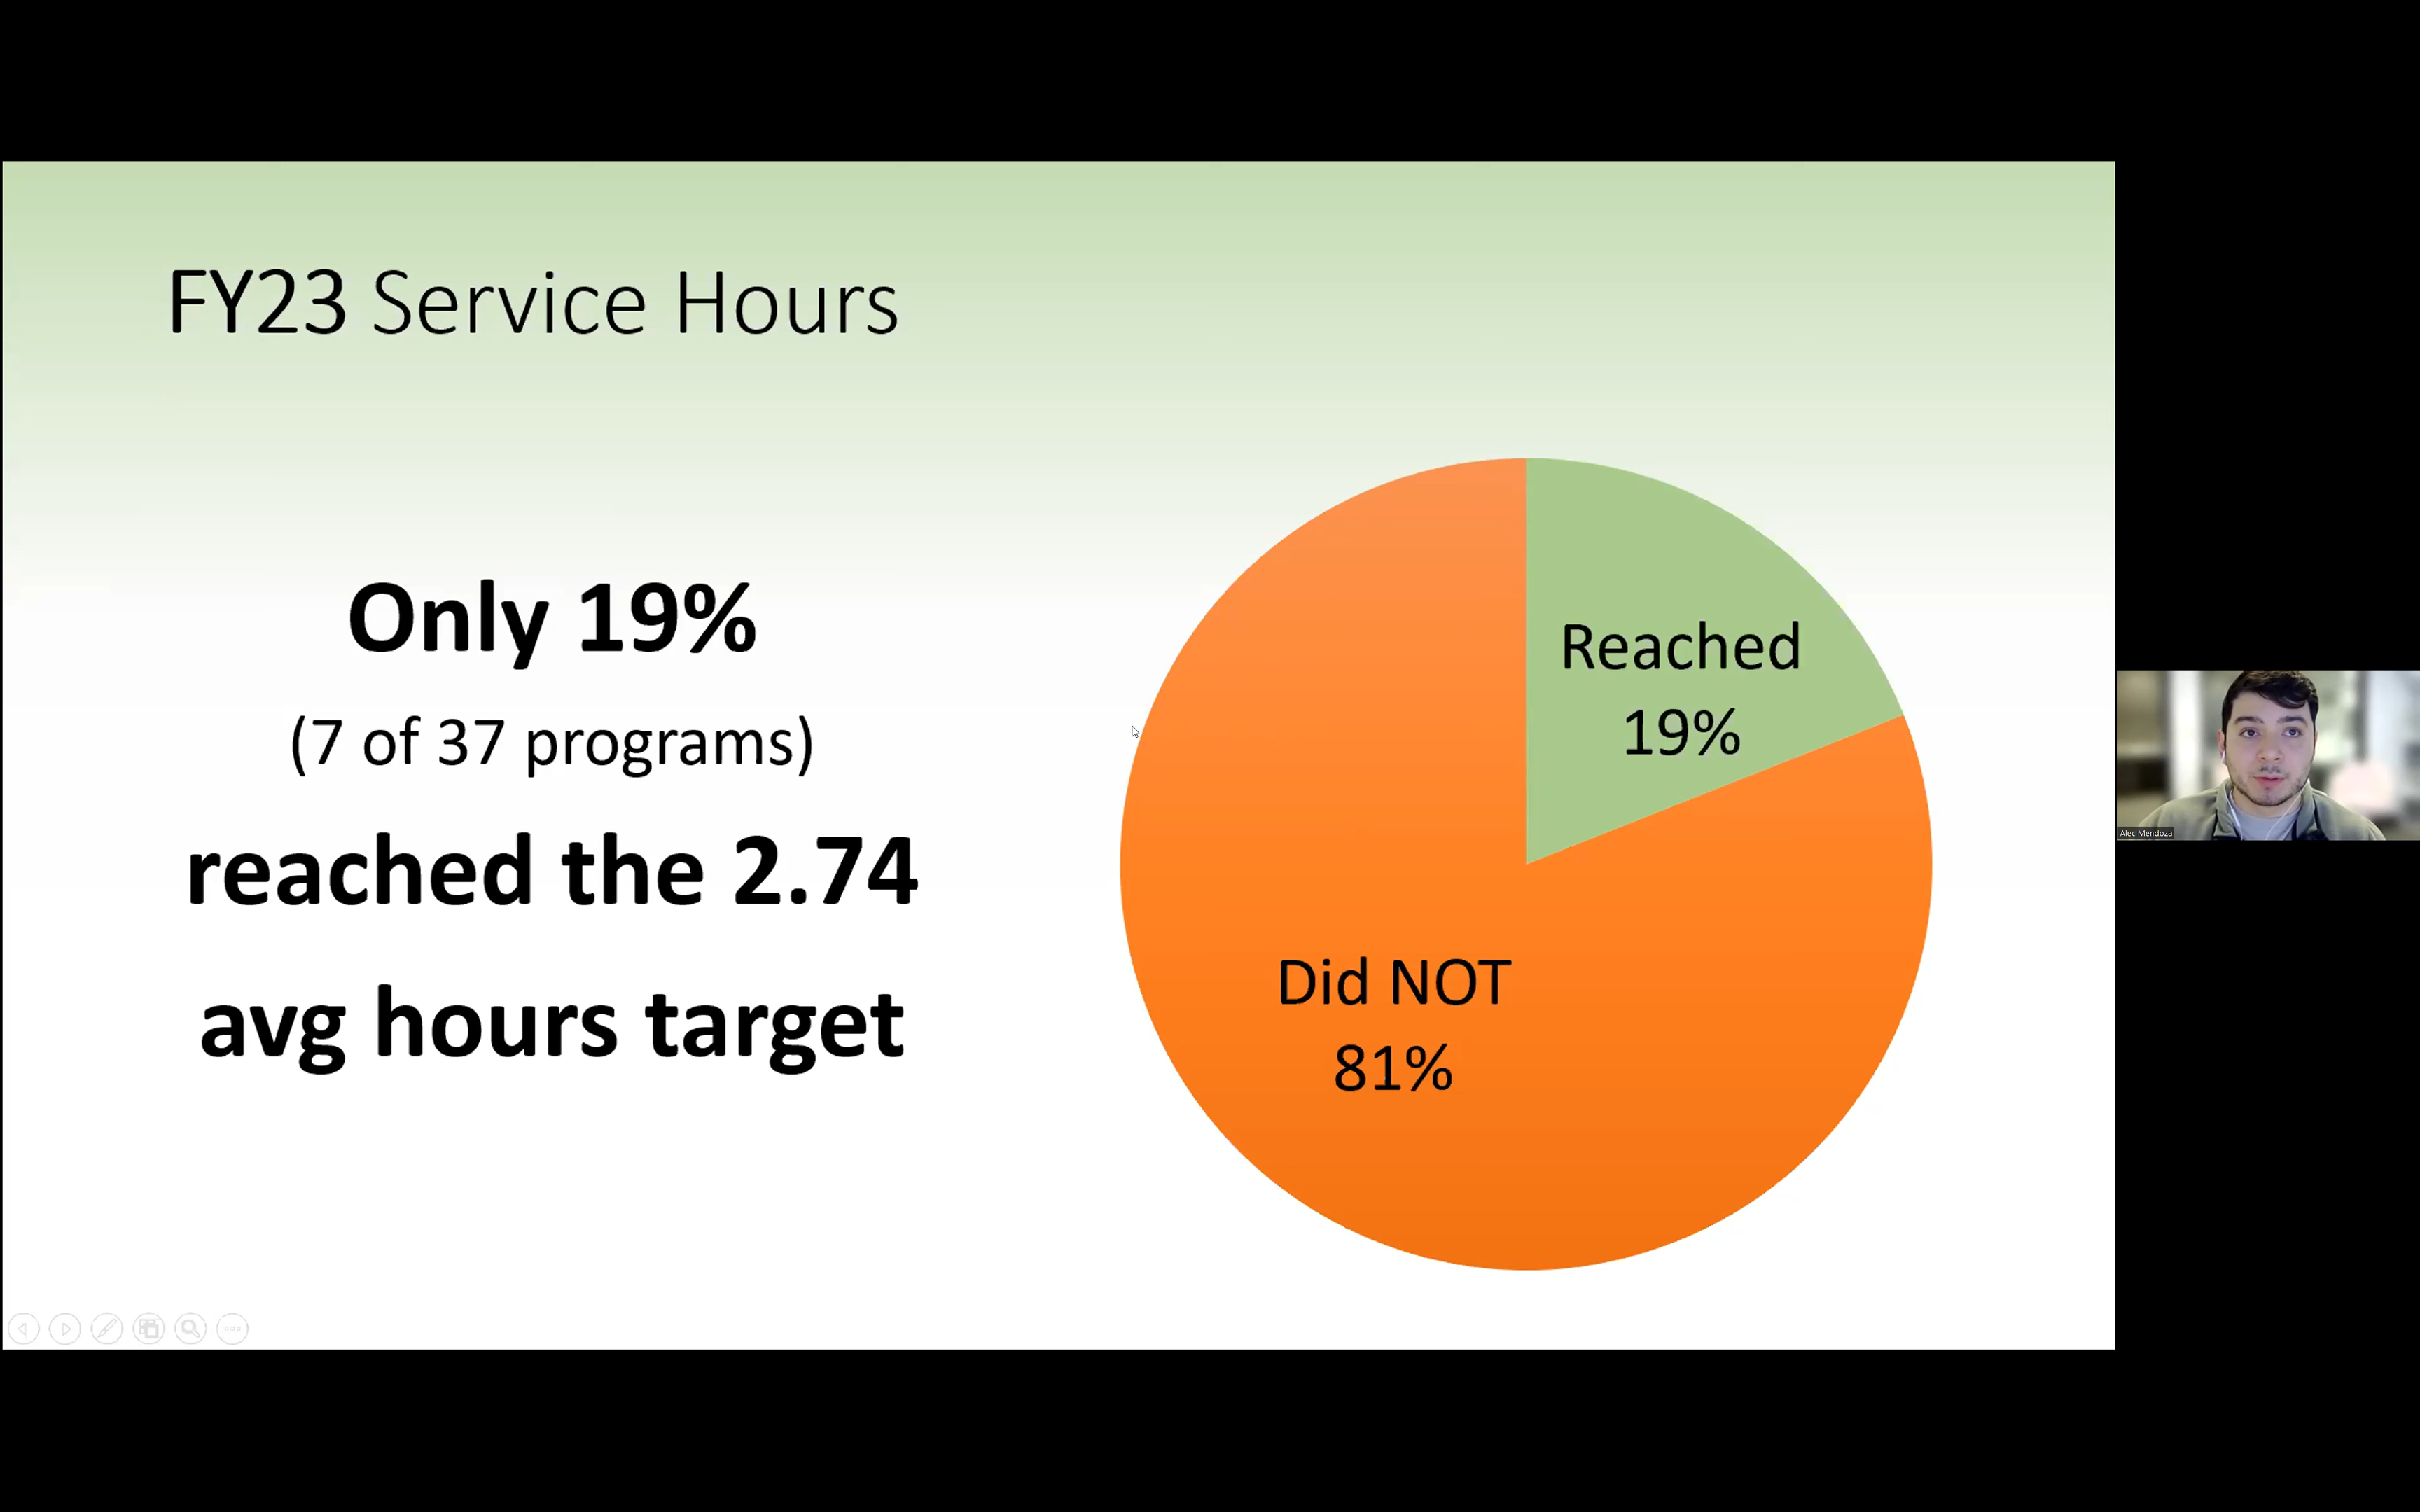 FY23 Service Hours
Only 19%
(7 of 37 programs)
reached the 2.74
avg hours target
Reached
19%
Did NOT
81%
Alec Mendoza